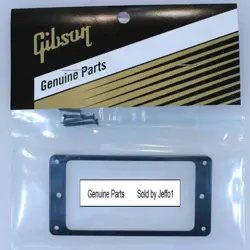 Gibson
Genuine Parts
Genuine Parts Sold by Jeffo1